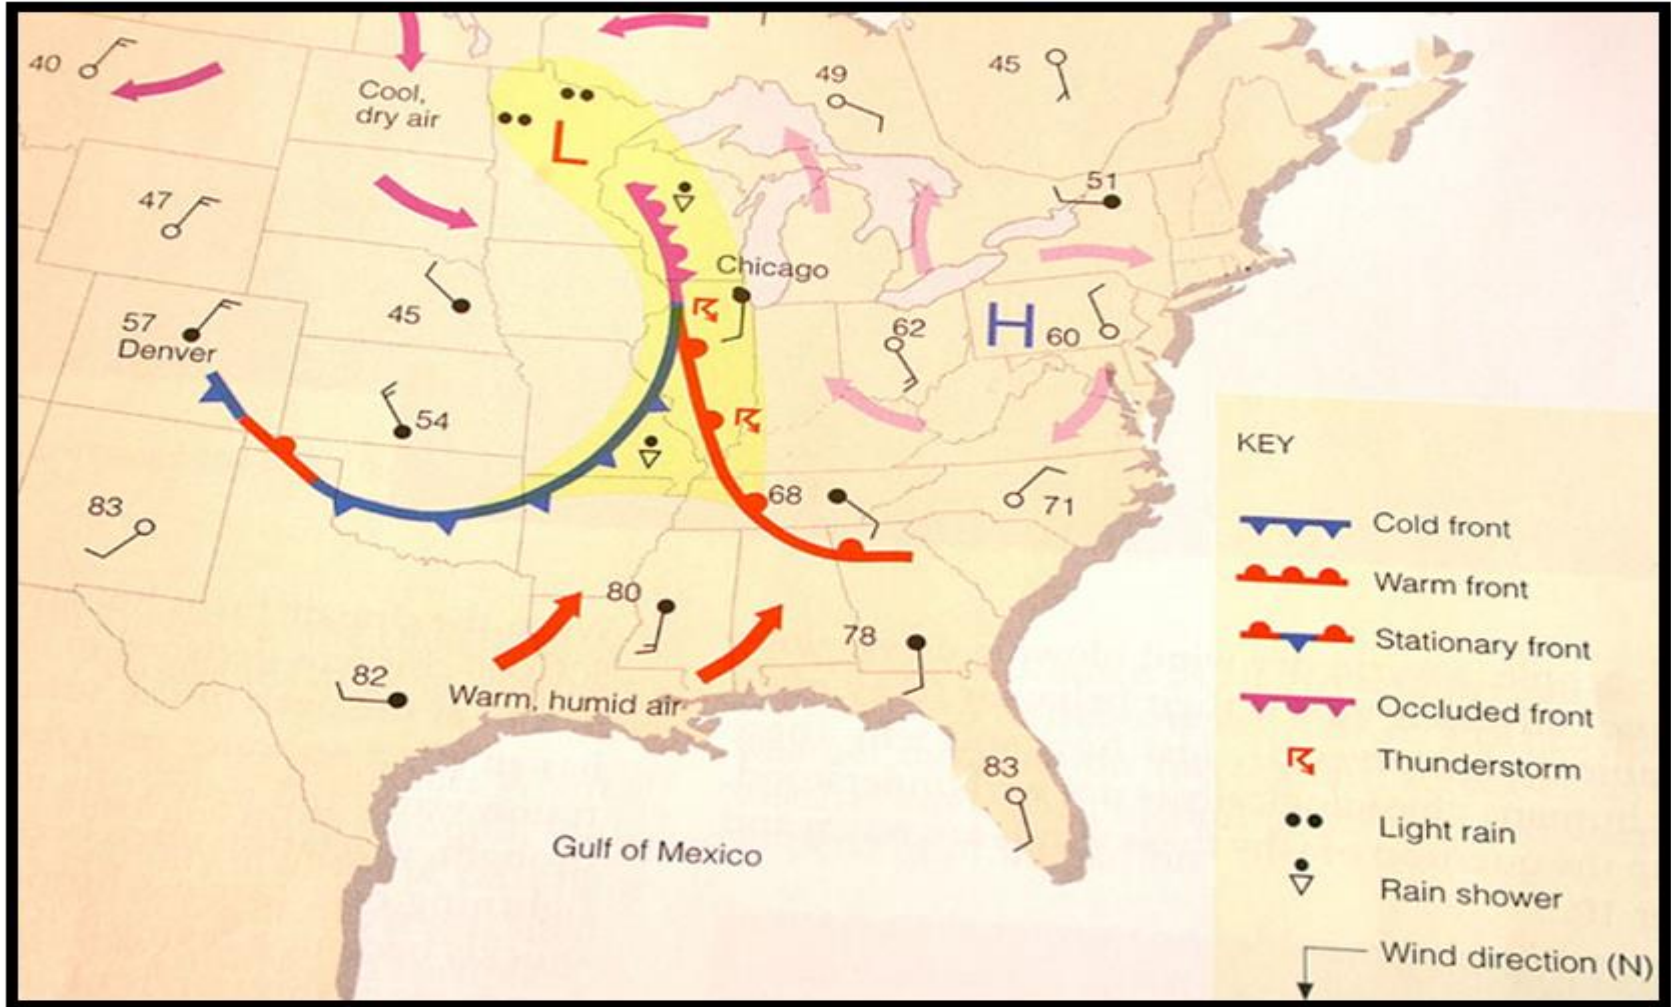 40
49
45
Cool,
dry air
L
47
51
Chicago
45
57
Denver
62
H 60
54
83
68
71
80
78
82
Warm, humid air
83
Gulf of Mexico
KEY
Cold front
Warm front
Stationary front
Occluded front
Thunderstorm
Light rain
Rain shower
Wind direction (N)